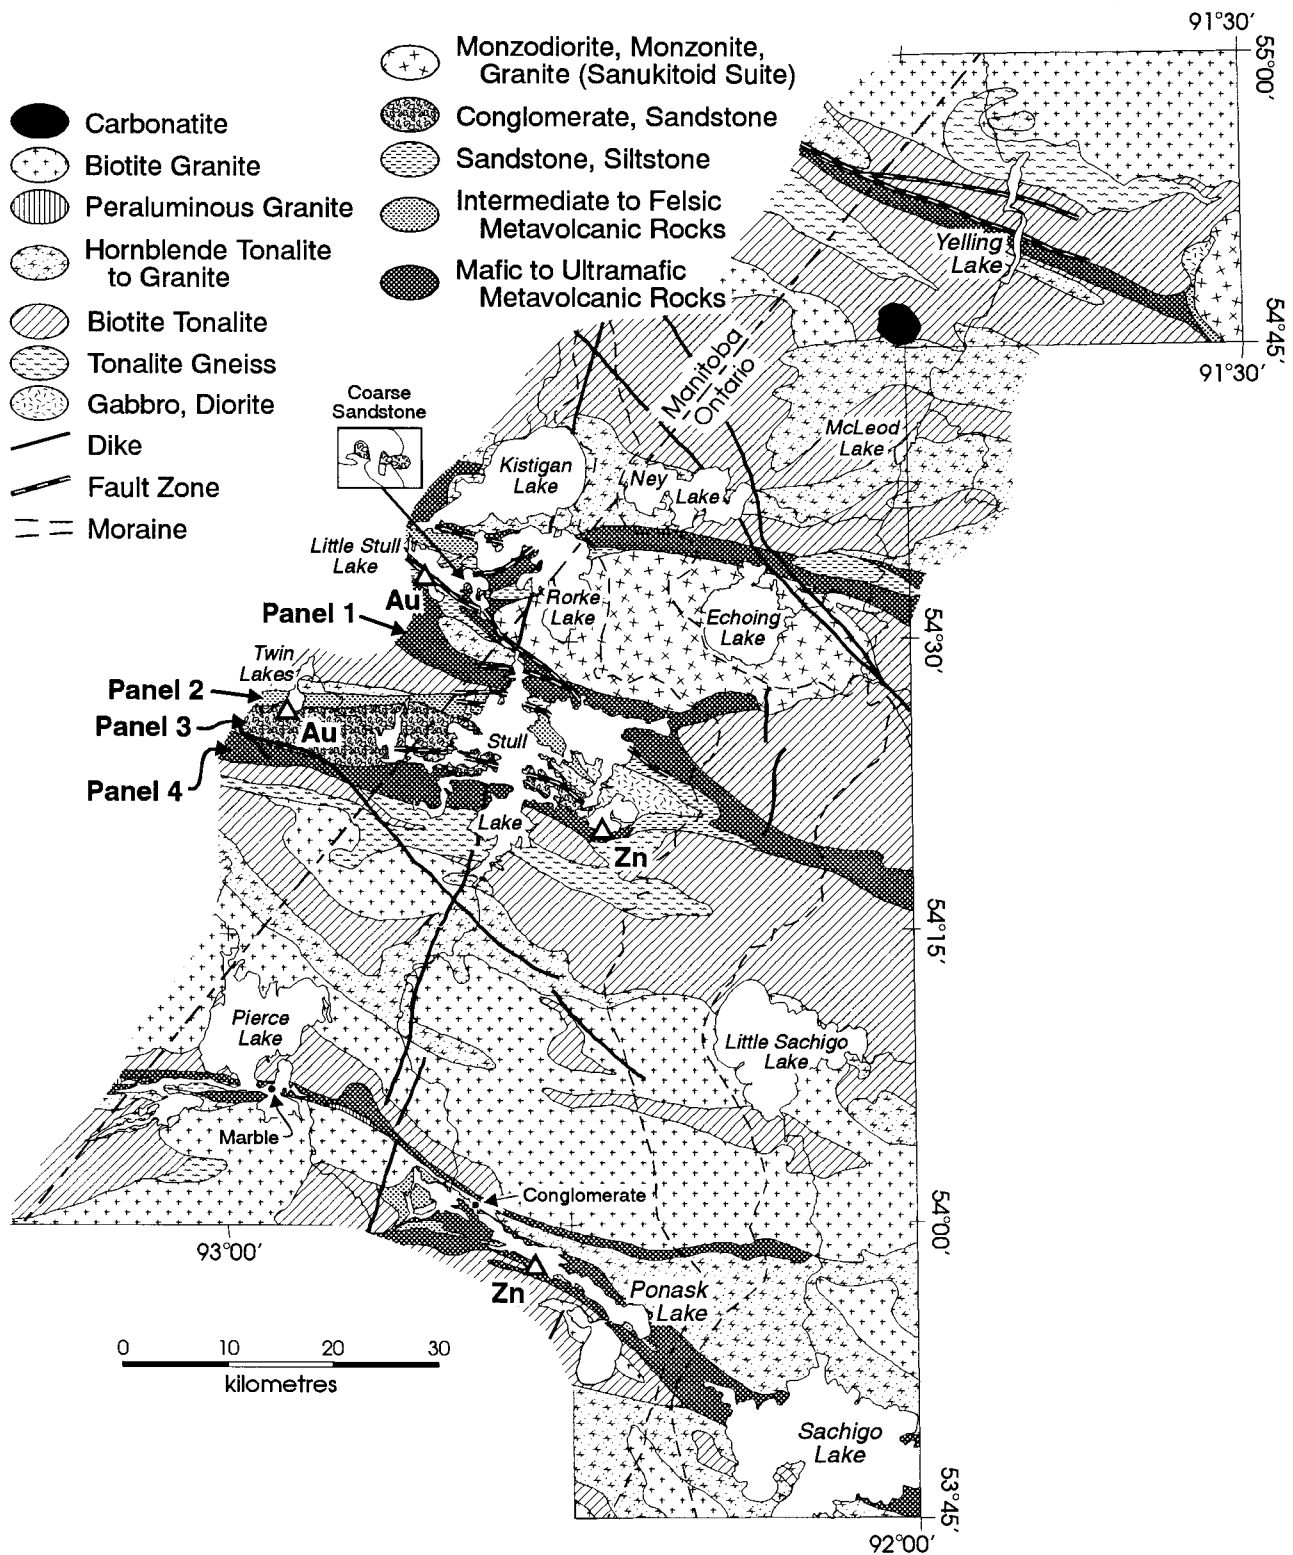 91°30′
55°00′
Monzodiorite, Monzonite,
Granite (Sanukitoid Suite)
Conglomerate, Sandstone
Sandstone, Siltstone
Intermediate to Felsic
Metavolcanic Rocks
Mafic to Ultramafic
Metavolcanic Rocks
Carbonatite
Biotite Granite
Peraluminous Granite
Hornblende Tonalite
to Granite
Biotite Tonalite
Tonalite Gneiss
Gabbro, Diorite
Dike
Fault Zone
Moraine
Yelling
Lake
54°45′
91°30′
Manitoba
Ontario
McLeod
Lake
Coarse
Sandstone
Kistigan
Lake
Ney
Lake
Little Stull
Lake
Au
Panel 1
Rorke
Lake
Echoing
Lake
54°30′
Twin
Lakes
Panel 2
Panel 3
Au
Panel 4
Stull
Lake
Zn
54°15′
Pierce
Lake
Little Sachigo
Lake
Marble
Conglomerate
54°00′
93°00′
Zn
Ponask
Lake
0 10 20 30
kilometres
Sachigo
Lake
53°45′
92°00′